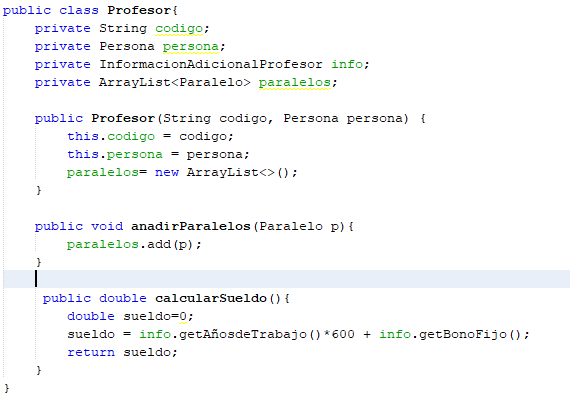 public class Profesor{
    private String codigo;
    private Persona persona;
    private InformacionAdicionalProfesor info;
    private ArrayList<Paralelo> paralelos;

    public Profesor(String codigo, Persona persona) {
        this.codigo = codigo;
        this.persona = persona;
        paralelos= new ArrayList<>();
    }

    public void anadirParalelos(Paralelo p){
        paralelos.add(p);
    }

     public double calcularSueldo(){
        double sueldo=0;
        sueldo = info.getAñosdeTrabajo()*600 + info.getBonoFijo();
        return sueldo;
    }
}